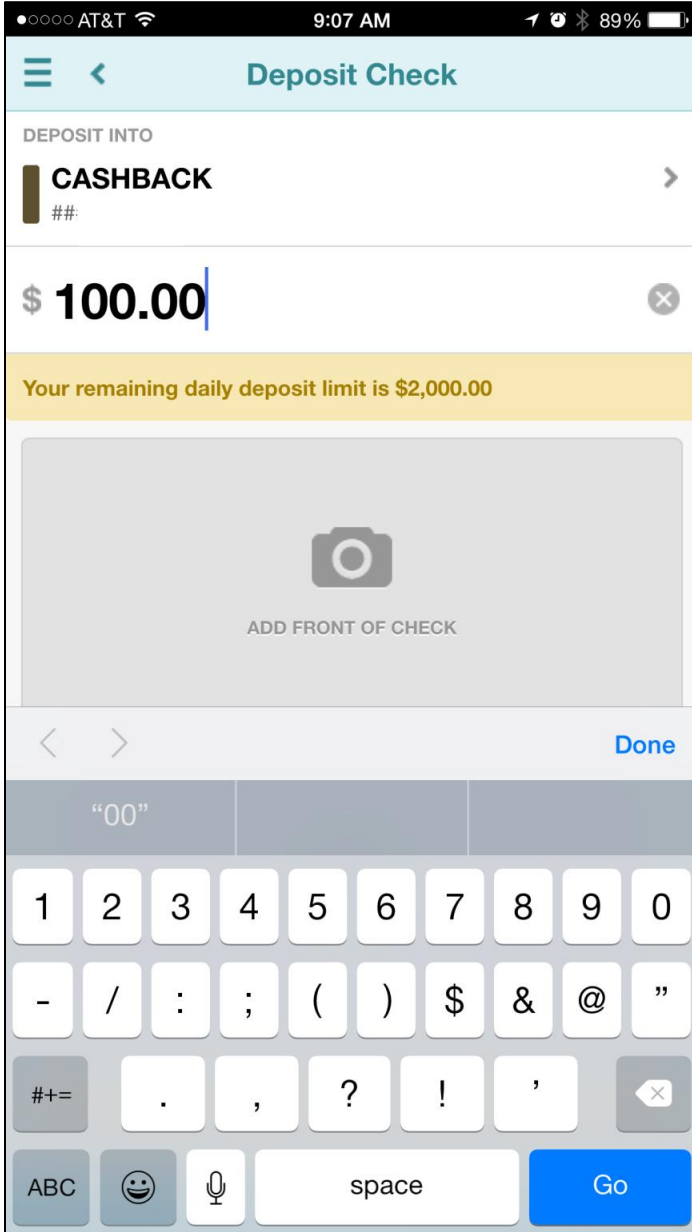 AT&T 9:07 AM 89%
Deposit Check
DEPOSIT INTO
CASHBACK
##
$ 100.00
Your remaining daily deposit limit is $2,000.00
ADD FRONT OF CHECK
Done
“00”
1 2 3 4 5 6 7 8 9 0
- / : ; ( ) $ & @ ”
#+= . , ? ! ’
ABC space Go